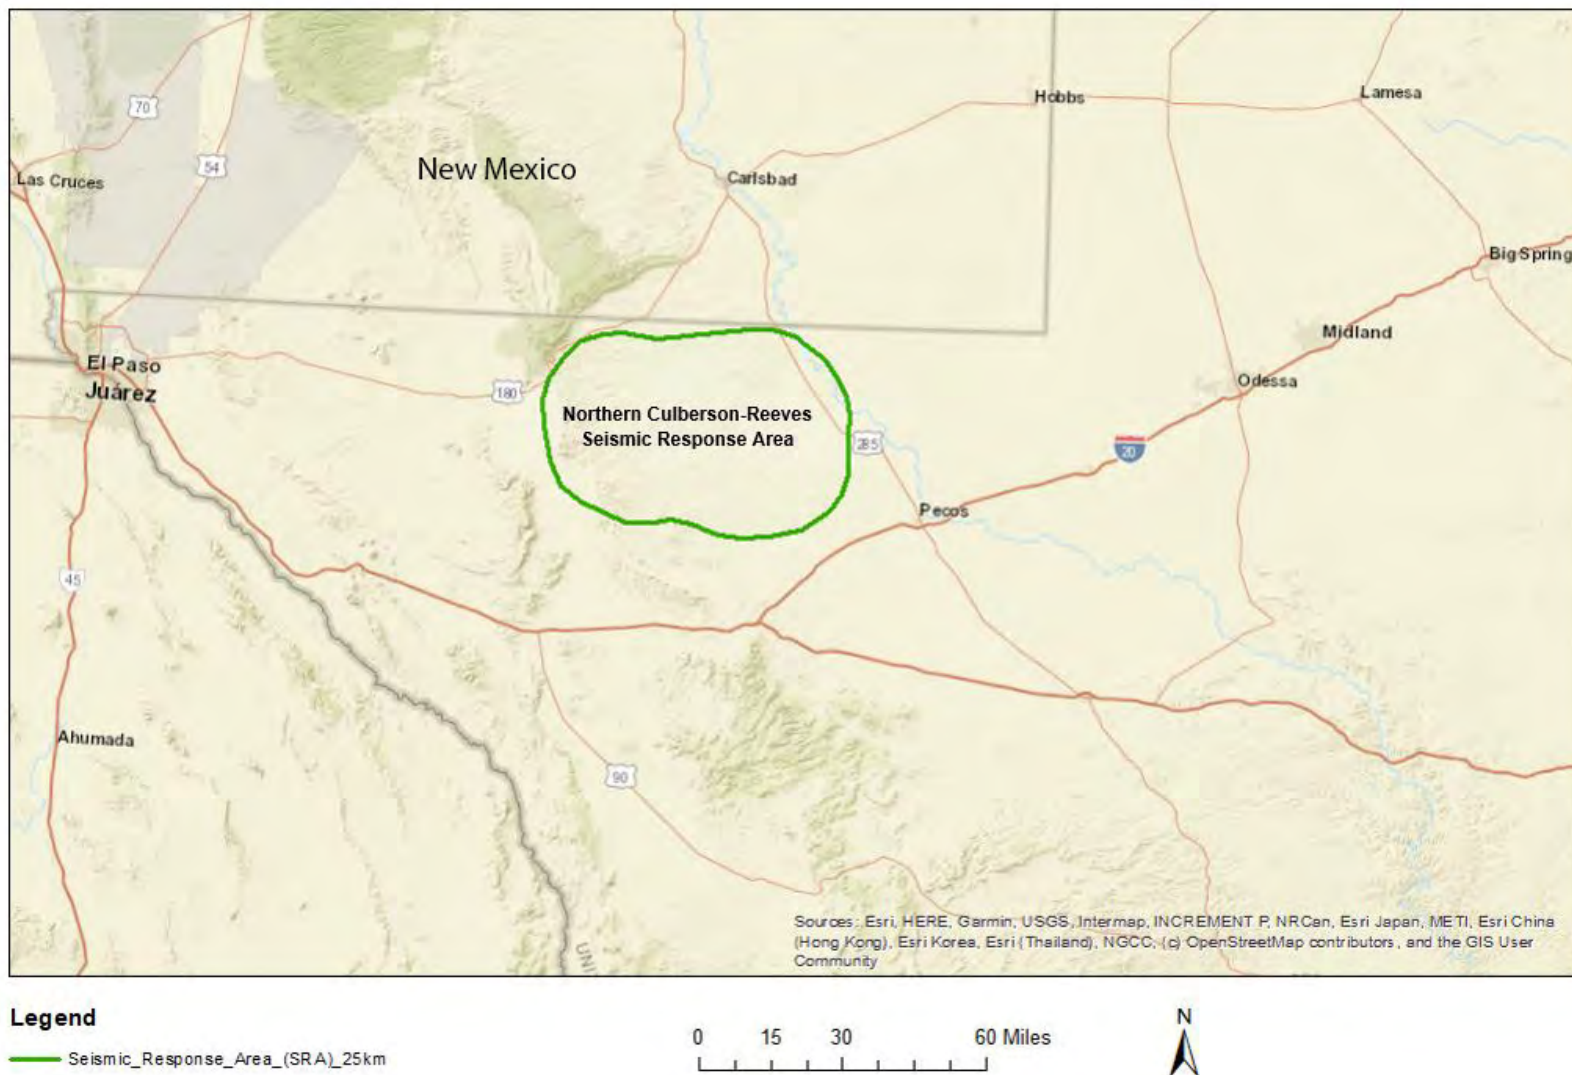 70
Hobbs
Lamesa
54
New Mexico
Las Cruces
Carlsbad
Big Spring
Midland
El Paso
Juárez
180
Odessa
Northern Culberson-Reeves
Seismic Response Area
285
20
Pecos
45
Ahumada
90
Sources: Esri, HERE, Garmin, USGS, Intermap, INCREMENT P, NRCan, Esri Japan, METI, Esri China
(Hong Kong), Esri Korea, Esri (Thailand), NGCC, (c) OpenStreetMap contributors, and the GIS User
Community
UNI
Legend
Seismic_Response_Area_(SRA)_25km
0 15 30 60 Miles
N